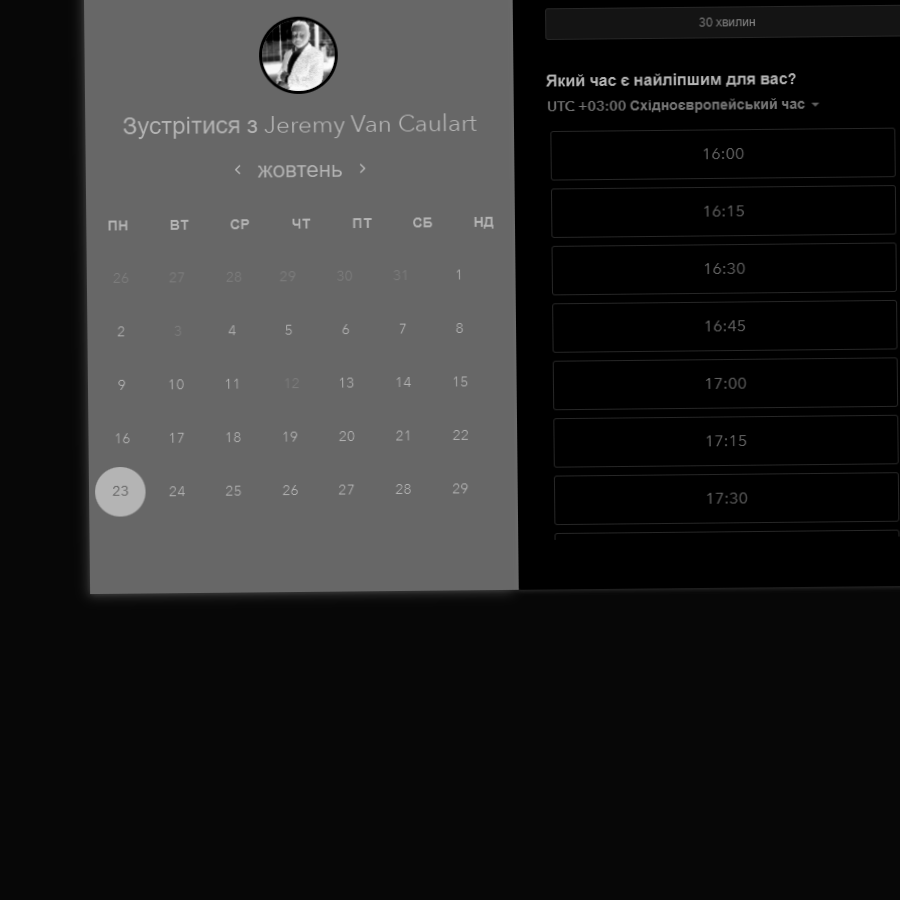 Зустрітися з Jeremy Van Caulart
жовтень
ПН ВТ СР ЧТ ПТ СБ НД
26 27 28 29 30 31 1
2 3 4 5 6 7 8
9 10 11 12 13 14 15
16 17 18 19 20 21 22
23 24 25 26 27 28 29
30 хвилин
Який час є найліпшим для вас?
UTC +03:00 Східноєвропейський час
16:00
16:15
16:30
16:45
17:00
17:15
17:30